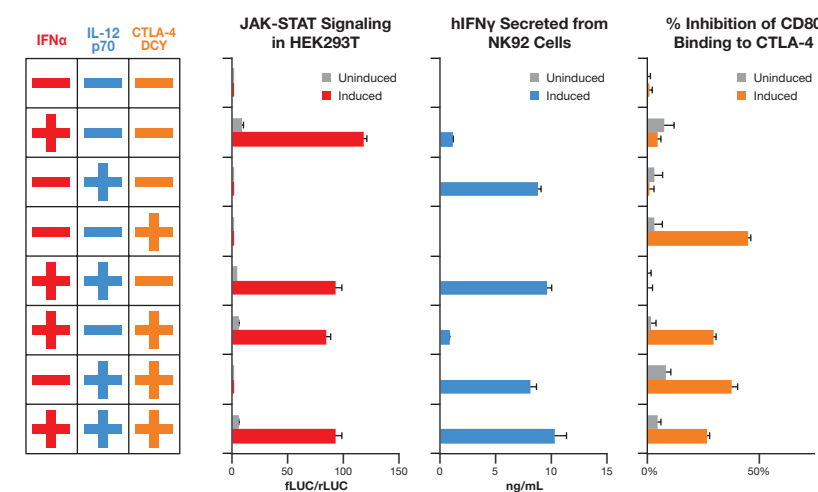 IFNα
IL-12
p70
CTLA-4
DCY
JAK-STAT Signaling
in HEK293T
Uninduced
Induced
0 50 100 150
fLUC/rLUC
hIFNγ Secreted from
NK92 Cells
Uninduced
Induced
0 5 10 15
ng/mL
% Inhibition of CD80
Binding to CTLA-4
Uninduced
Induced
0% 50%